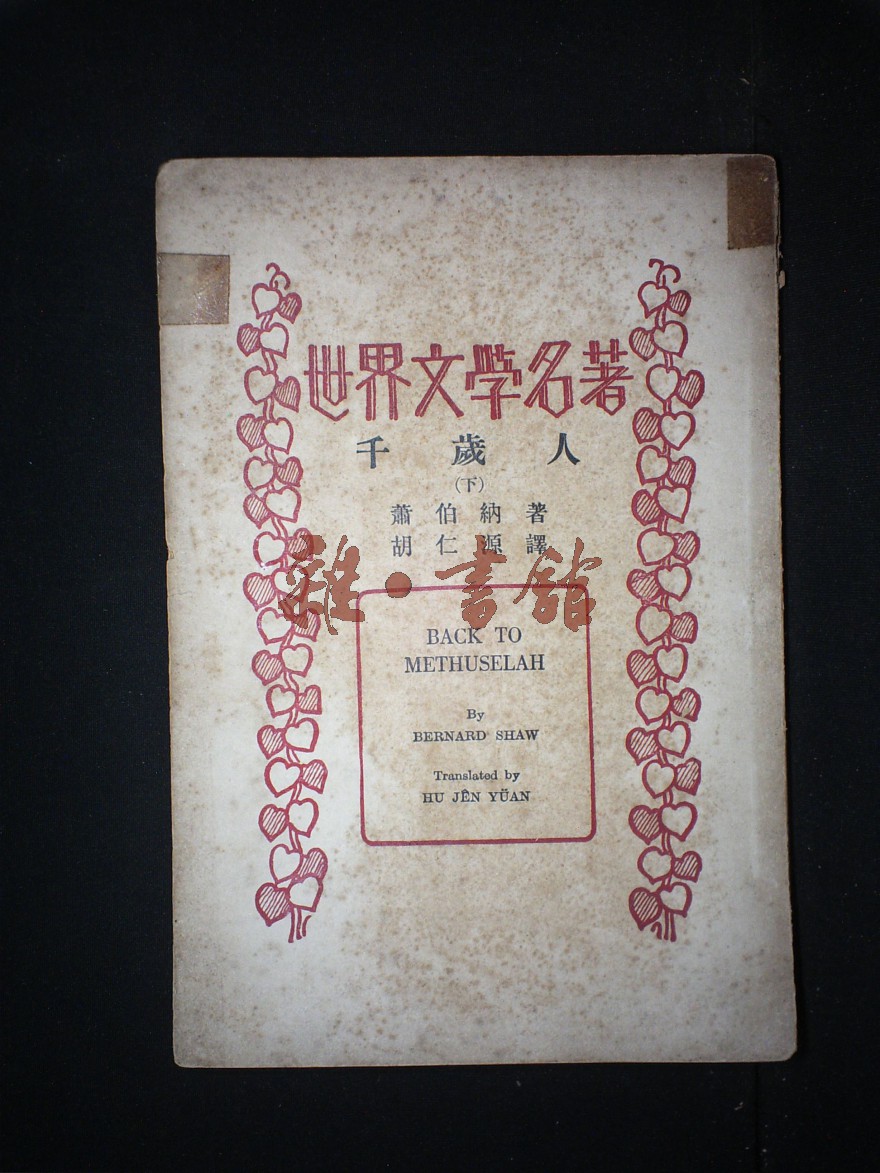 世界文学名著
千歲人
(下)
蕭伯納著
胡仁源譯
雜·書館
BACK TO
METHUSELAH
By
BERNARD SHAW
Translated by
HU JÊN YÜAN